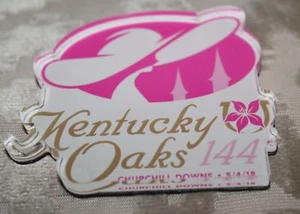 Kentucky
Oaks 144
CHURCHILL DOWNS • 5/4/18